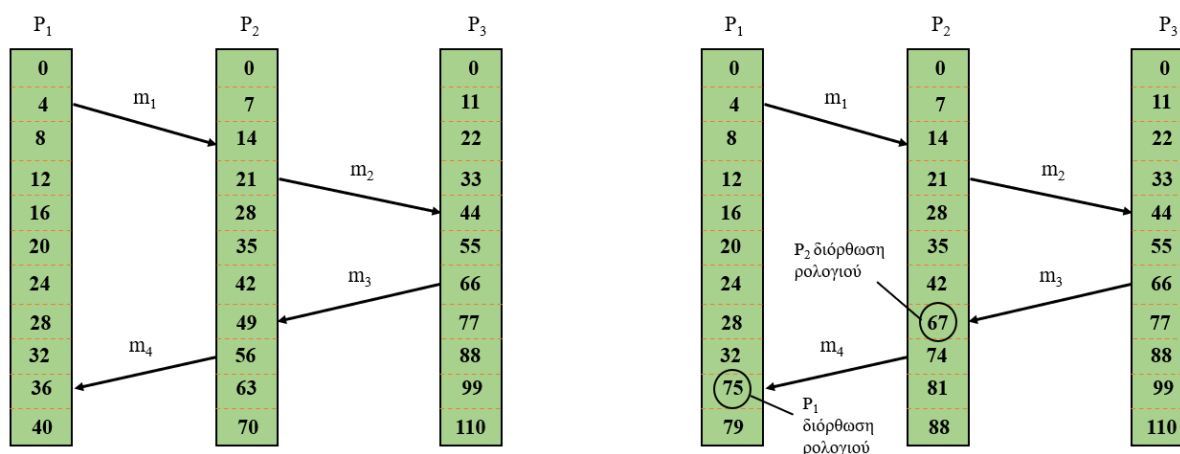 P₁ P₂ P₃ P₁ P₂ P₃
0 0 0 0 0 0
4 m₁ 7 11 4 m₁ 7 11
8 14 22 8 14 22
12 21 m₂ 33 12 21 m₂ 33
16 28 44 16 28 44
20 35 55 20 P₂ διόρθωση ρολογιού 35 55
24 42 m₃ 66 24 42 m₃ 66
28 49 77 28 67 77
32 m₄ 56 88 32 m₄ 74 88
36 63 99 75 81 99
40 70 110 79 P₁ διόρθωση ρολογιού 88 110